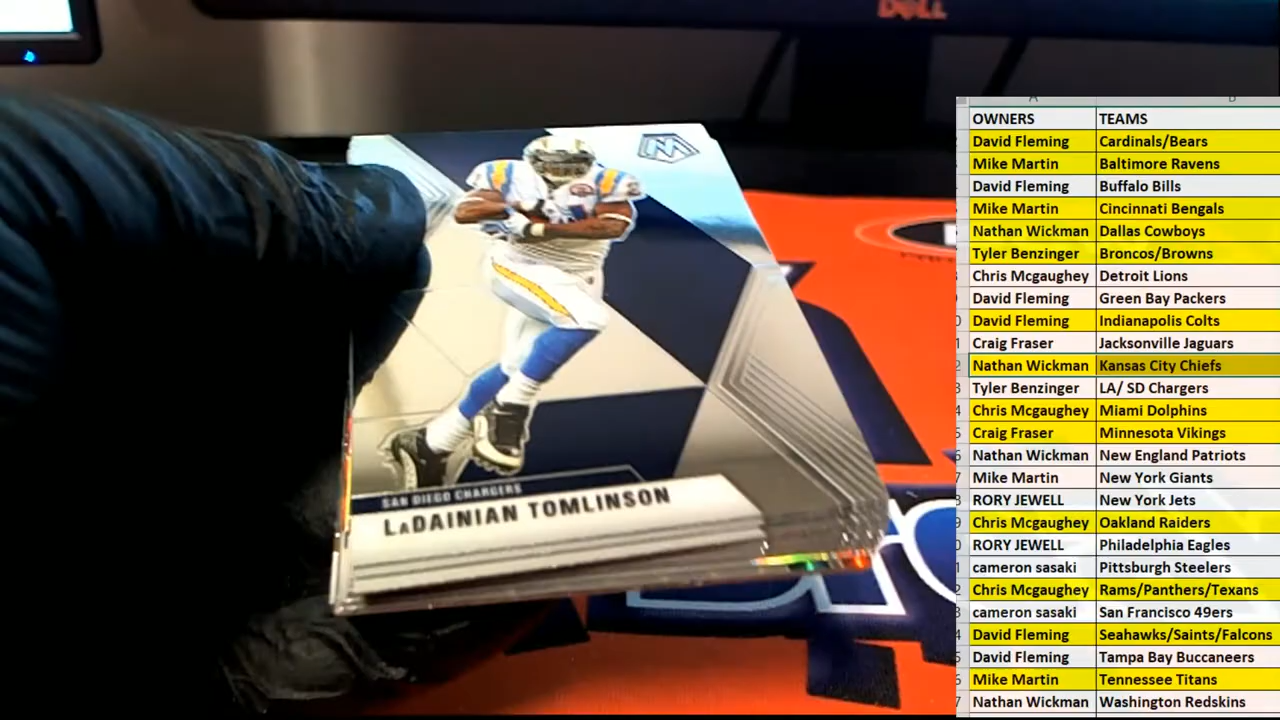 DELL
SAN DIEGO CHARGERS
LADAINIAN TOMLINSON
OWNERS TEAMS
David Fleming Cardinals/Bears
Mike Martin Baltimore Ravens
David Fleming Buffalo Bills
Mike Martin Cincinnati Bengals
Nathan Wickman Dallas Cowboys
Tyler Benzinger Broncos/Browns
Chris Mcgaughey Detroit Lions
David Fleming Green Bay Packers
David Fleming Indianapolis Colts
Craig Fraser Jacksonville Jaguars
Nathan Wickman Kansas City Chiefs
Tyler Benzinger LA/ SD Chargers
Chris Mcgaughey Miami Dolphins
Craig Fraser Minnesota Vikings
Nathan Wickman New England Patriots
Mike Martin New York Giants
RORY JEWELL New York Jets
Chris Mcgaughey Oakland Raiders
RORY JEWELL Philadelphia Eagles
cameron sasaki Pittsburgh Steelers
Chris Mcgaughey Rams/Panthers/Texans
cameron sasaki San Francisco 49ers
David Fleming Seahawks/Saints/Falcons
David Fleming Tampa Bay Buccaneers
Mike Martin Tennessee Titans
Nathan Wickman Washington Redskins